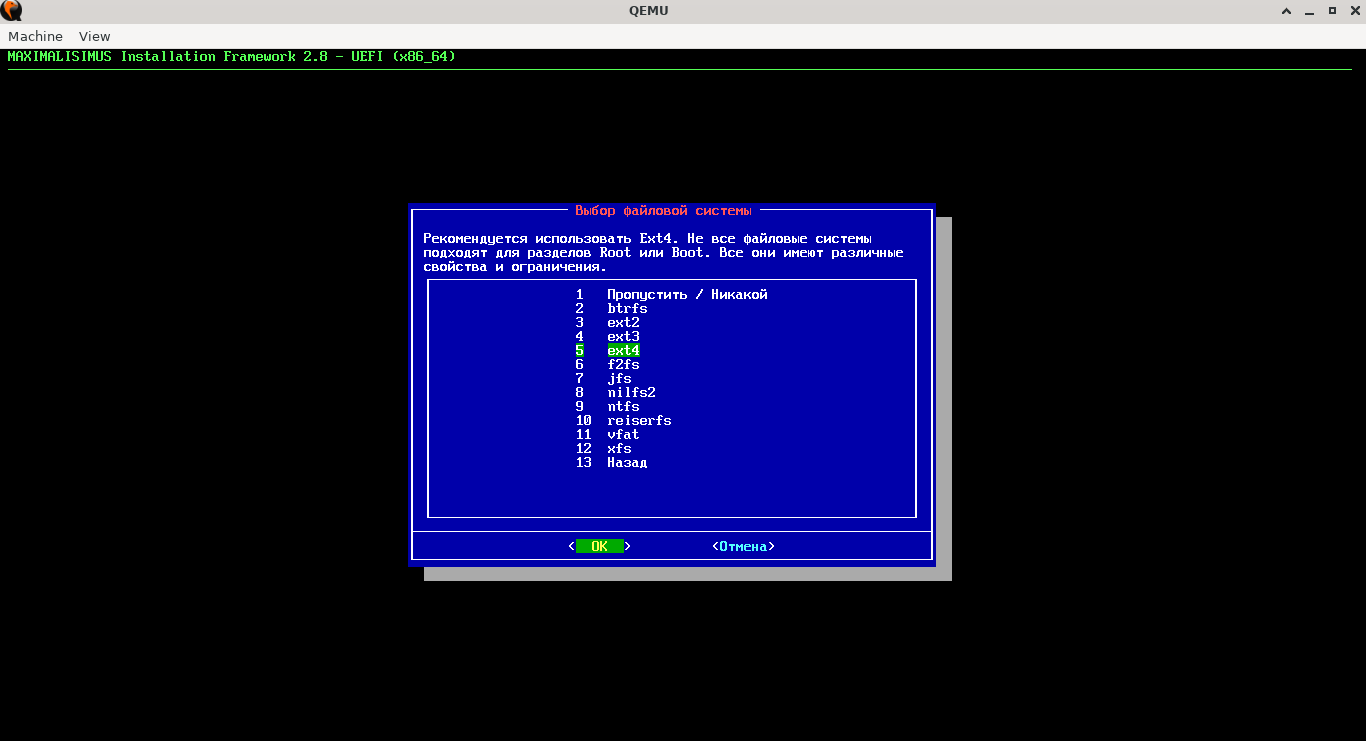 QEMU
Machine View
MAXIMALISIMUS Installation Framework 2.8 - UEFI (x86_64)
Выбор файловой системы
Рекомендуется использовать Ext4. Не все файловые системы
подходят для разделов Root или Boot. Все они имеют различные
свойства и ограничения.
1 Пропустить / Никакой
2 btrfs
3 ext2
4 ext3
5 ext4
6 f2fs
7 jfs
8 nilfs2
9 ntfs
10 reiserfs
11 vfat
12 xfs
13 Назад
< OK > <Отмена>